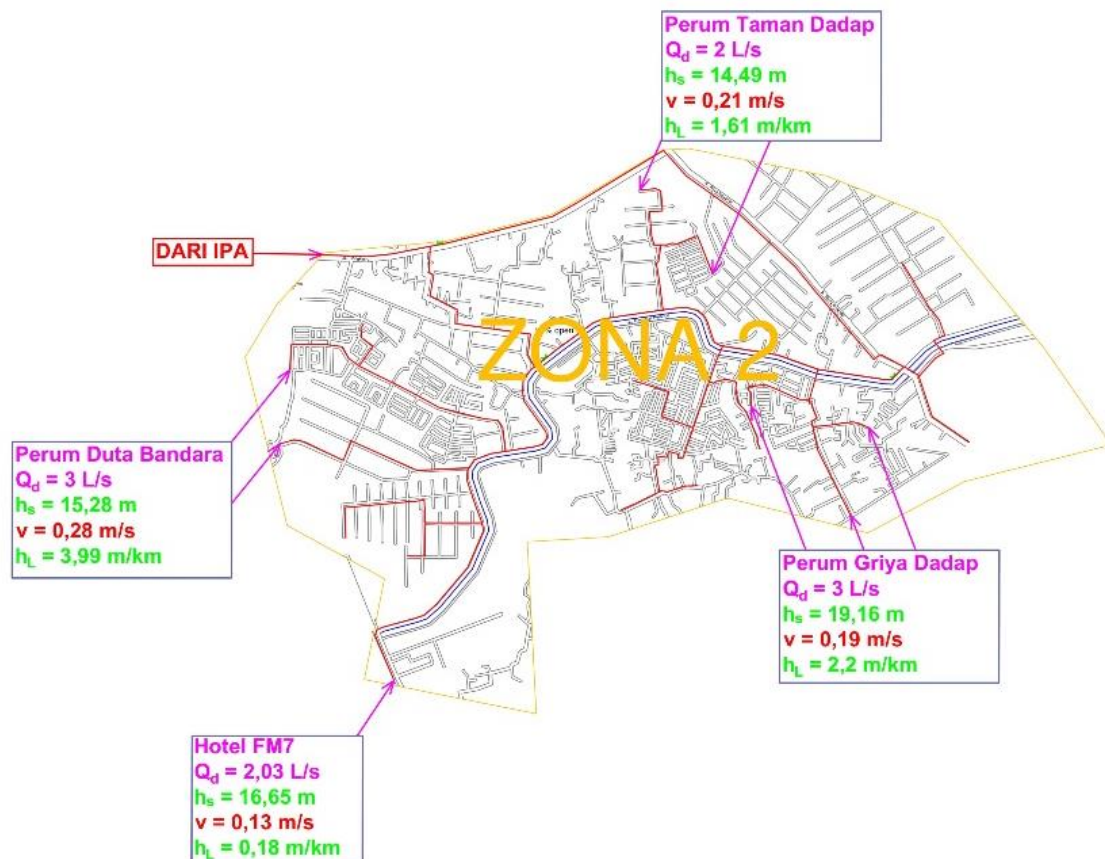 Perum Taman Dadap
Qd = 2 L/s
hs = 14,49 m
v = 0,21 m/s
hL = 1,61 m/km
DARI IPA
ZONA 2
Perum Duta Bandara
Qd = 3 L/s
hs = 15,28 m
v = 0,28 m/s
hL = 3,99 m/km
Perum Griya Dadap
Qd = 3 L/s
hs = 19,16 m
v = 0,19 m/s
hL = 2,2 m/km
Hotel FM7
Qd = 2,03 L/s
hs = 16,65 m
v = 0,13 m/s
hL = 0,18 m/km